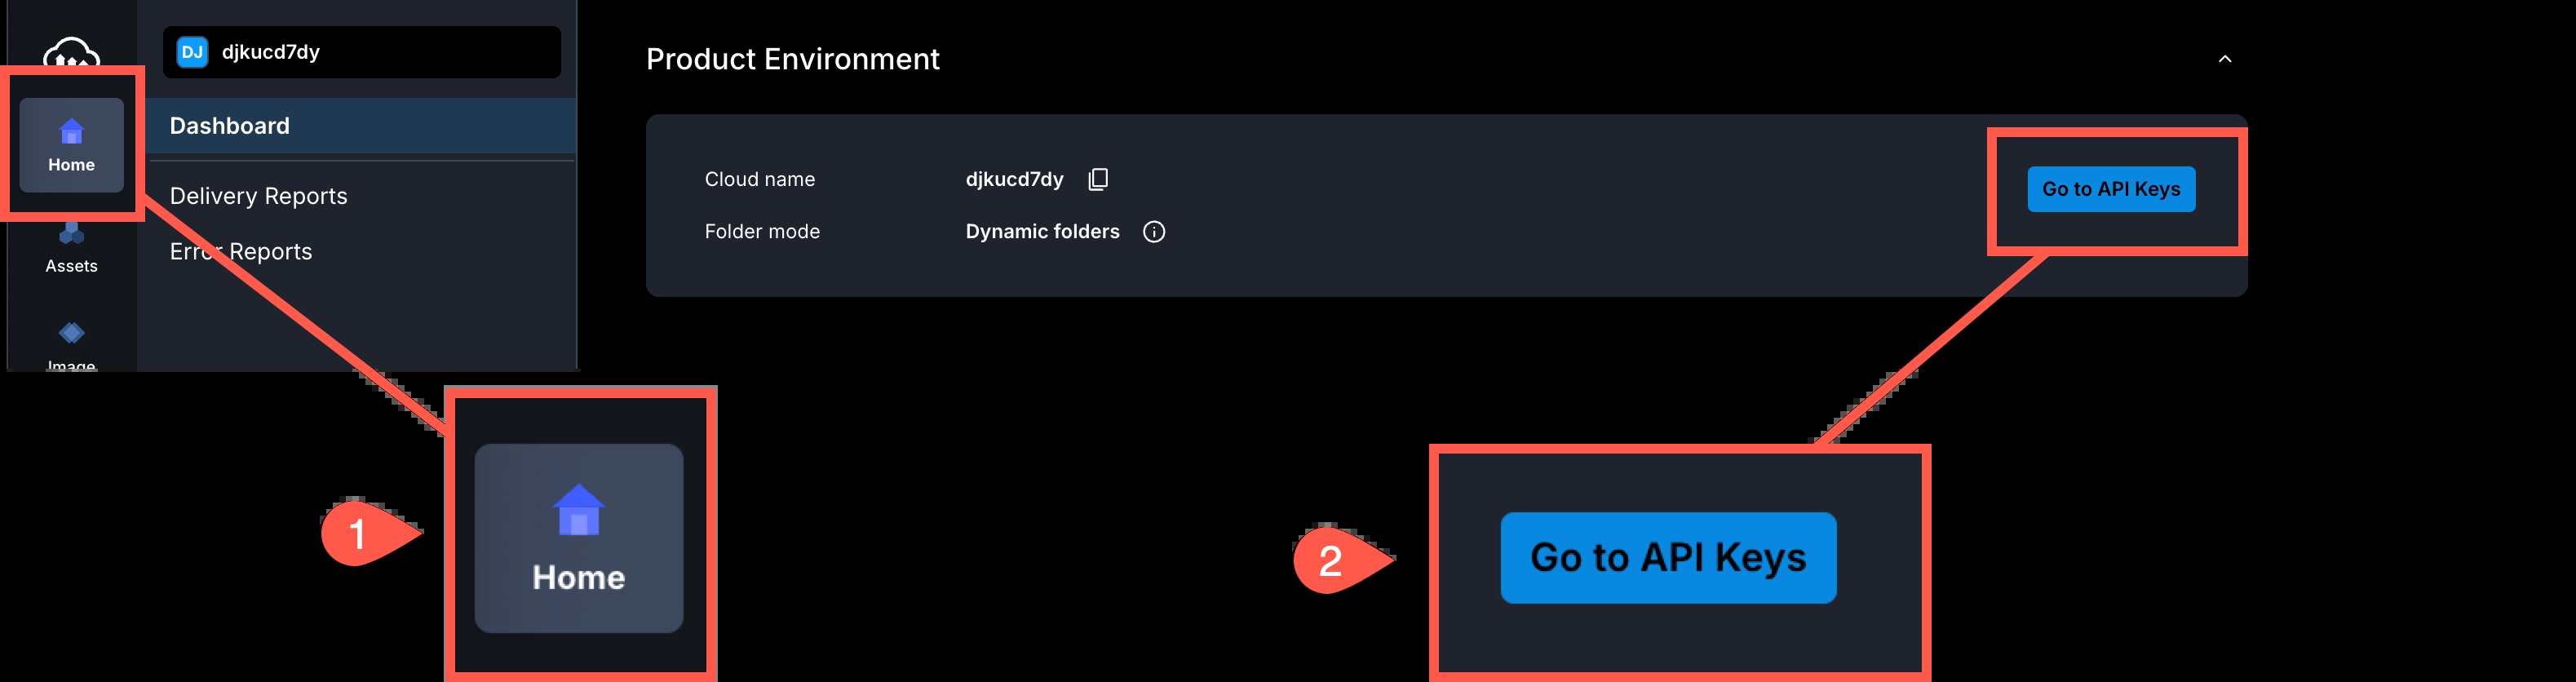 DJ djkucd7dy
Home
Assets
Image
Dashboard
Delivery Reports
Error Reports
Product Environment
Cloud name djkucd7dy
Folder mode Dynamic folders
Go to API Keys
1
Home
2
Go to API Keys